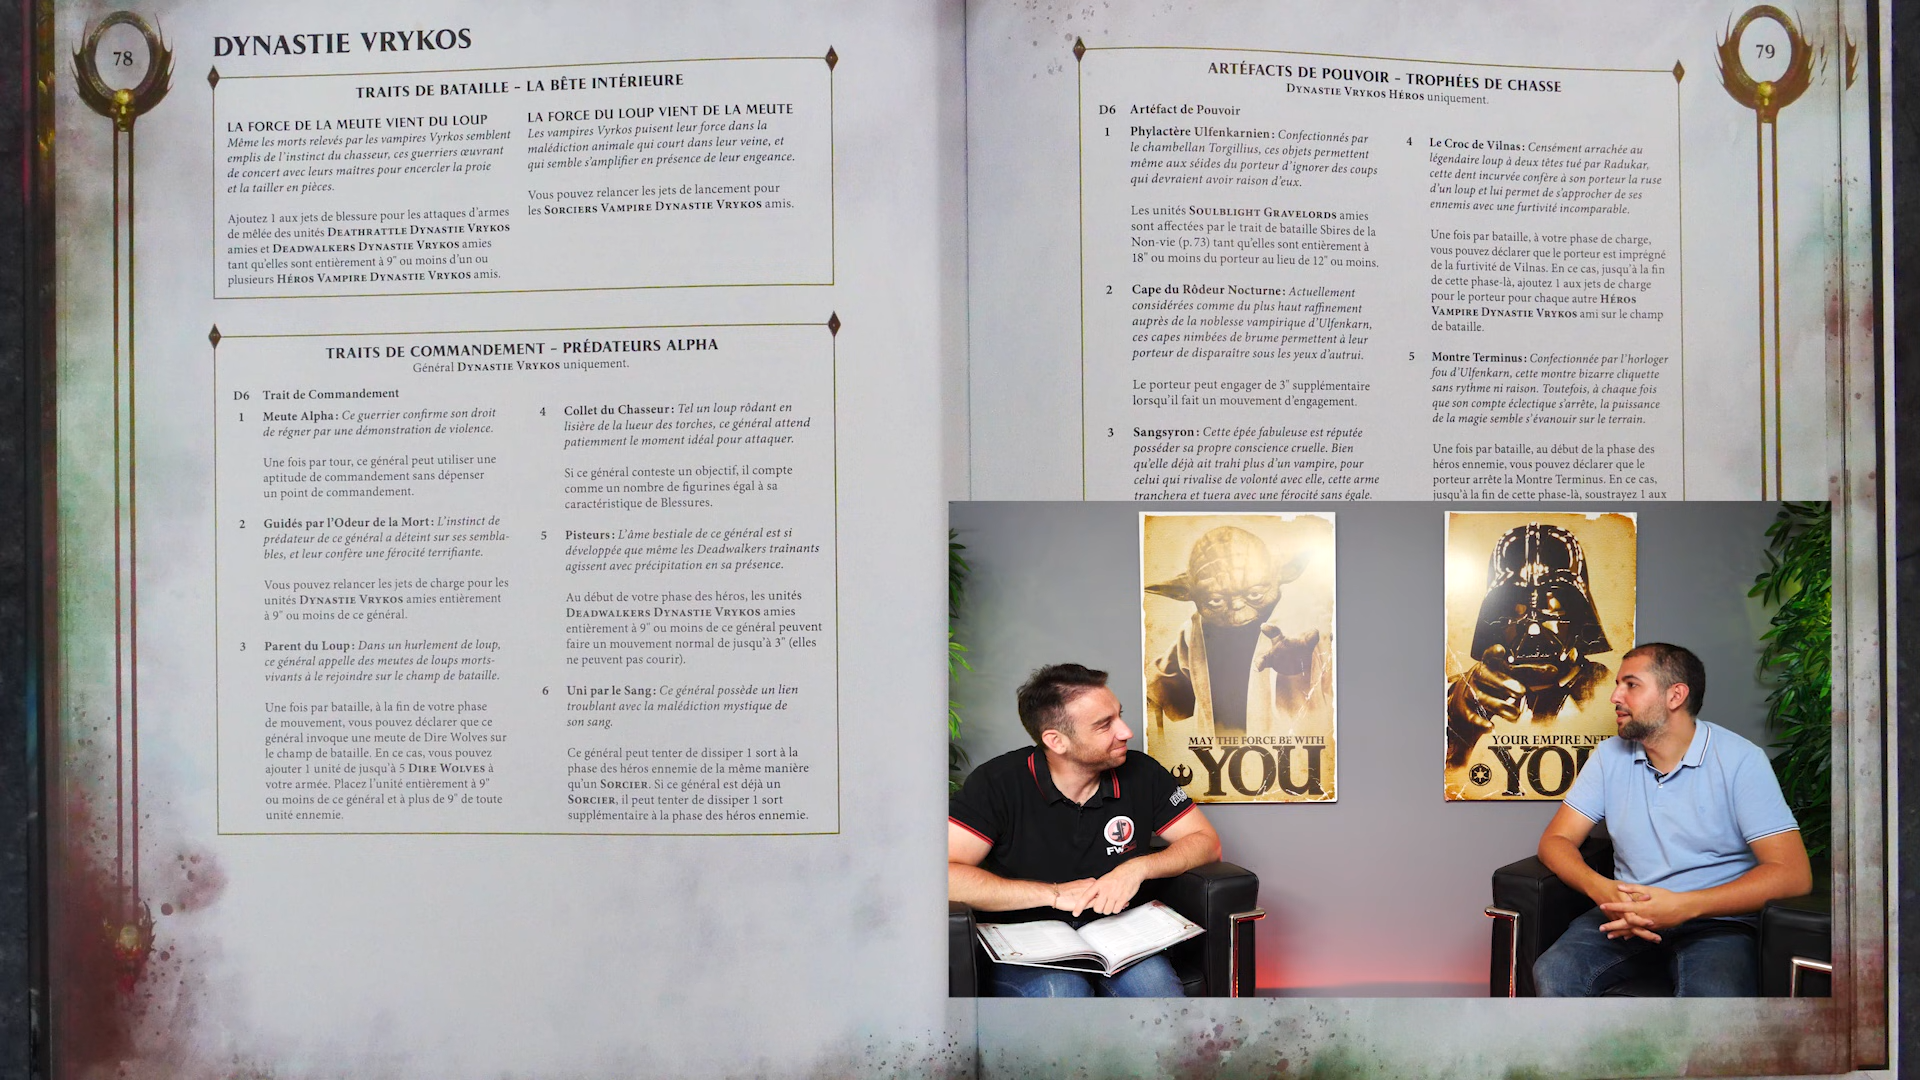 78
DYNASTIE VRYKOS
TRAITS DE BATAILLE – LA BÊTE INTÉRIEURE
LA FORCE DE LA MEUTE VIENT DU LOUP
Même les morts relevés par les vampires Vyrkos semblent
emplis de l'instinct du chasseur, ces guerriers œuvrant
de concert avec leurs maîtres pour encercler la proie
et la tailler en pièces.
Ajoutez 1 aux jets de blessure pour les attaques d'armes
de mêlée des unités DEATHRATTLE DYNASTIE VRYKOS
amies et DEADWALKERS DYNASTIE VRYKOS amies
tant qu'elles sont entièrement à 9" ou moins d'un ou
plusieurs HÉROS VAMPIRE DYNASTIE VRYKOS amis.
LA FORCE DU LOUP VIENT DE LA MEUTE
Les vampires Vyrkos puisent leur force dans la
malédiction animale qui court dans leur veine, et
qui semble s'amplifier en présence de leur engeance.
Vous pouvez relancer les jets de lancement pour
les SORCIERS VAMPIRE DYNASTIE VRYKOS amis.
TRAITS DE COMMANDEMENT – PRÉDATEURS ALPHA
Général DYNASTIE VRYKOS uniquement.
D6 Trait de Commandement
1 Meute Alpha : Ce guerrier confirme son droit
de régner par une démonstration de violence.
Une fois par tour, ce général peut utiliser une
aptitude de commandement sans dépenser
un point de commandement.
2 Guidés par l'Odeur de la Mort : L'instinct de
prédateur de ce général a déteint sur ses sembla-
bles, et leur confère une férocité terrifiante.
Vous pouvez relancer les jets de charge pour les
unités DYNASTIE VRYKOS amies entièrement
à 9" ou moins de ce général.
3 Parent du Loup : Dans un hurlement de loup,
ce général appelle des meutes de loups morts-
vivants à le rejoindre sur le champ de bataille.
Une fois par bataille, à la fin de votre phase
de mouvement, vous pouvez déclarer que ce
général invoque une meute de Dire Wolves sur
le champ de bataille. En ce cas, vous pouvez
ajouter 1 unité de jusqu'à 5 DIRE WOLVES à
votre armée. Placez l'unité entièrement à 9"
ou moins de ce général et à plus de 9" de toute
unité ennemie.
4 Collet du Chasseur : Tel un loup rôdant en
lisière de la lueur des torches, ce général attend
patiemment le moment idéal pour attaquer.
Si ce général conteste un objectif, il compte
comme un nombre de figurines égal à sa
caractéristique de Blessures.
5 Pisteurs : L'âme bestiale de ce général est si
développée que même les Deadwalkers traînants
agissent avec précipitation en sa présence.
Au début de votre phase des héros, les unités
DEADWALKERS DYNASTIE VRYKOS amies
entièrement à 9" ou moins de ce général peuvent
faire un mouvement normal de jusqu'à 3" (elles
ne peuvent pas courir).
6 Uni par le Sang : Ce général possède un lien
troublant avec la malédiction mystique de
son sang.
Ce général peut tenter de dissiper 1 sort à la
phase des héros ennemie de la même manière
qu'un SORCIER. Si ce général est déjà un
SORCIER, il peut tenter de dissiper 1 sort
supplémentaire à la phase des héros ennemie.
79
ARTÉFACTS DE POUVOIR – TROPHÉES DE CHASSE
DYNASTIE VRYKOS HÉROS uniquement.
D6 Artéfact de Pouvoir
1 Phylactère Ulfenkarnien : Confectionnés par
le chambellan Torgillius, ces objets permettent
même aux séides du porteur d'ignorer des coups
qui devraient avoir raison d'eux.
Les unités SOULBLIGHT GRAVELORDS amies
sont affectées par le trait de bataille Sbires de la
Non-vie (p.73) tant qu'elles sont entièrement à
18" ou moins du porteur au lieu de 12" ou moins.
2 Cape du Rôdeur Nocturne : Actuellement
considérées comme du plus haut raffinement
auprès de la noblesse vampirique d'Ulfenkarn,
ces capes nimbées de brume permettent à leur
porteur de disparaître sous les yeux d'autrui.
Le porteur peut engager de 3" supplémentaire
lorsqu'il fait un mouvement d'engagement.
3 Sangsyron : Cette épée fabuleuse est réputée
posséder sa propre conscience cruelle. Bien
qu'elle déjà ait trahi plus d'un vampire, pour
celui qui rivalise de volonté avec elle, cette arme
tranchera et tuera avec une férocité sans égale.
4 Le Croc de Vilnas : Censément arrachée au
légendaire loup à deux têtes tué par Radukar,
cette dent incurvée confère à son porteur la ruse
d'un loup et lui permet de s'approcher de ses
ennemis avec une furtivité incomparable.
Une fois par bataille, à votre phase de charge,
vous pouvez déclarer que le porteur est imprégné
de la furtivité de Vilnas. En ce cas, jusqu'à la fin
de cette phase-là, ajoutez 1 aux jets de charge
pour le porteur pour chaque autre HÉROS
VAMPIRE DYNASTIE VRYKOS ami sur le champ
de bataille.
5 Montre Terminus : Confectionnée par l'horloger
fou d'Ulfenkarn, cette montre bizarre cliquette
sans rythme ni raison. Toutefois, à chaque fois
que son compte éclectique s'arrête, la puissance
de la magie semble s'évanouir sur le terrain.
Une fois par bataille, au début de la phase des
héros ennemie, vous pouvez déclarer que le
porteur arrête la Montre Terminus. En ce cas,
jusqu'à la fin de cette phase-là, soustrayez 1 aux
MAY THE FORCE BE WITH
YOU
YOUR EMPIRE NEE
YO
FW